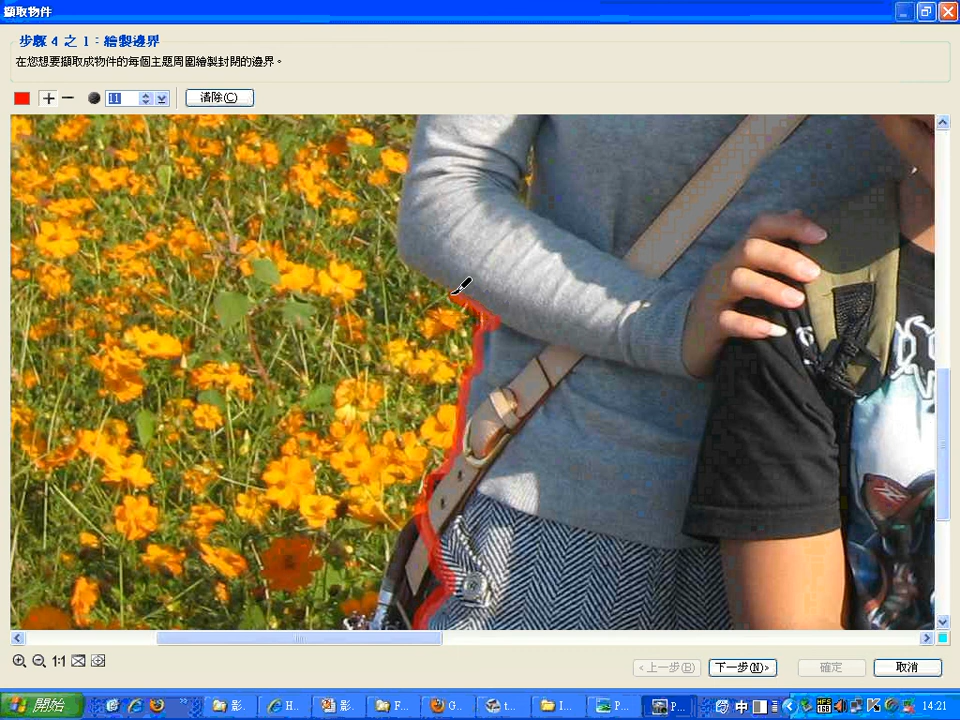 擷取物件
步驟 4 之 1：繪製邊界
在您想要擷取成物件的每個主題周圍繪製封閉的邊界。
11
清除(C)
1:1
<上一步(B)
下一步(N)>
確定
取消
開始
影.
H.
影.
F...
G.
t...
I...
P...
P...
中
14:21